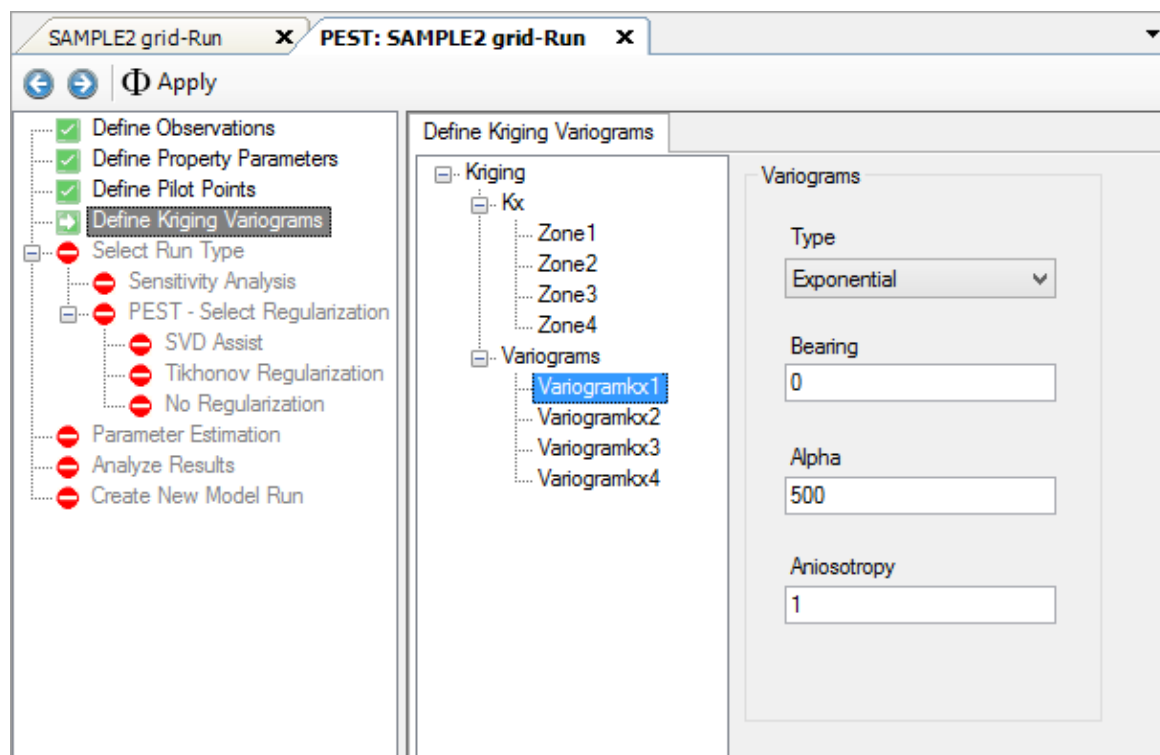 SAMPLE2 grid-Run
PEST: SAMPLE2 grid-Run
Φ Apply
Define Observations
Define Property Parameters
Define Pilot Points
Define Kriging Variograms
Select Run Type
Sensitivity Analysis
PEST - Select Regularization
SVD Assist
Tikhonov Regularization
No Regularization
Parameter Estimation
Analyze Results
Create New Model Run
Define Kriging Variograms
Kriging
Kx
Zone1
Zone2
Zone3
Zone4
Variograms
Variogramkx1
Variogramkx2
Variogramkx3
Variogramkx4
Variograms
Type
Exponential
Bearing
0
Alpha
500
Aniosotropy
1